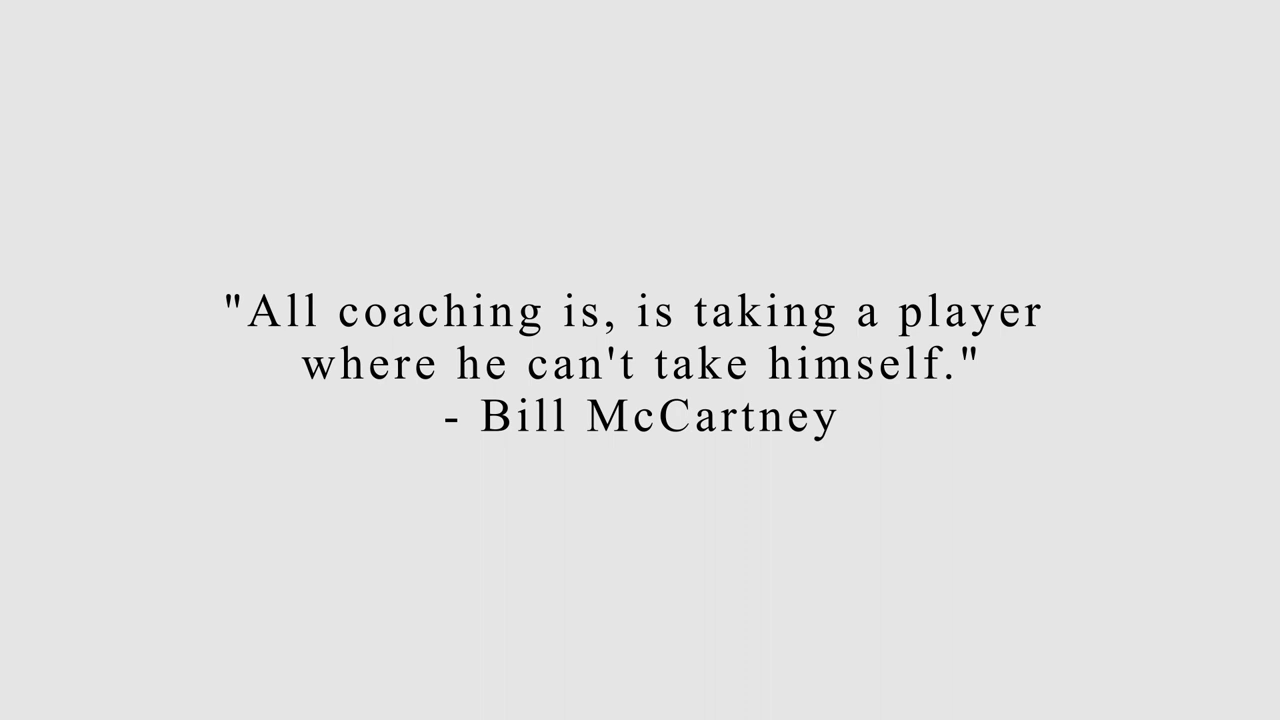 "All coaching is, is taking a player
where he can't take himself."
- Bill McCartney